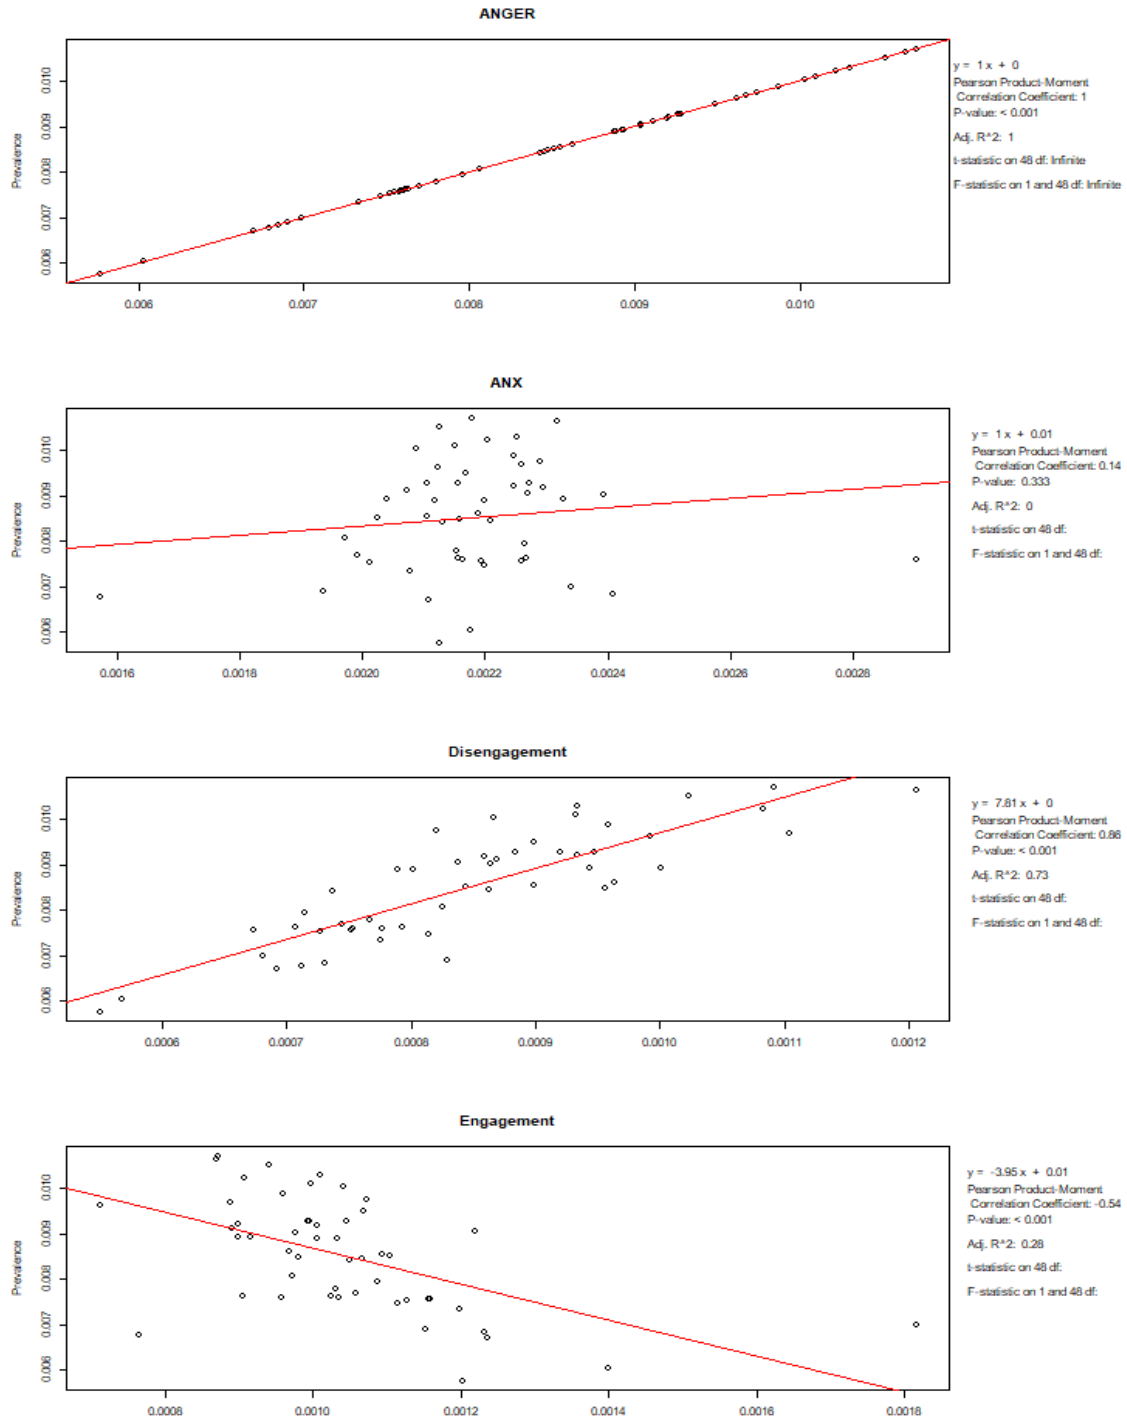 ANGER
Prevalence
0.006 0.007 0.008 0.009 0.010
0.006 0.007 0.008 0.009 0.010
y = 1 x + 0
Pearson Product-Moment
Correlation Coefficient: 1
P-value: < 0.001
Adj. R^2: 1
t-statistic on 48 df: Infinite
F-statistic on 1 and 48 df: Infinite
ANX
Prevalence
0.006 0.007 0.008 0.009 0.010
0.0016 0.0018 0.0020 0.0022 0.0024 0.0026 0.0028
y = 1 x + 0.01
Pearson Product-Moment
Correlation Coefficient: 0.14
P-value: 0.333
Adj. R^2: 0
t-statistic on 48 df:
F-statistic on 1 and 48 df:
Disengagement
Prevalence
0.006 0.007 0.008 0.009 0.010
0.0006 0.0007 0.0008 0.0009 0.0010 0.0011 0.0012
y = 7.81 x + 0
Pearson Product-Moment
Correlation Coefficient: 0.86
P-value: < 0.001
Adj. R^2: 0.73
t-statistic on 48 df:
F-statistic on 1 and 48 df:
Engagement
Prevalence
0.006 0.007 0.008 0.009 0.010
0.0008 0.0010 0.0012 0.0014 0.0016 0.0018
y = -3.95 x + 0.01
Pearson Product-Moment
Correlation Coefficient: -0.54
P-value: < 0.001
Adj. R^2: 0.28
t-statistic on 48 df:
F-statistic on 1 and 48 df: